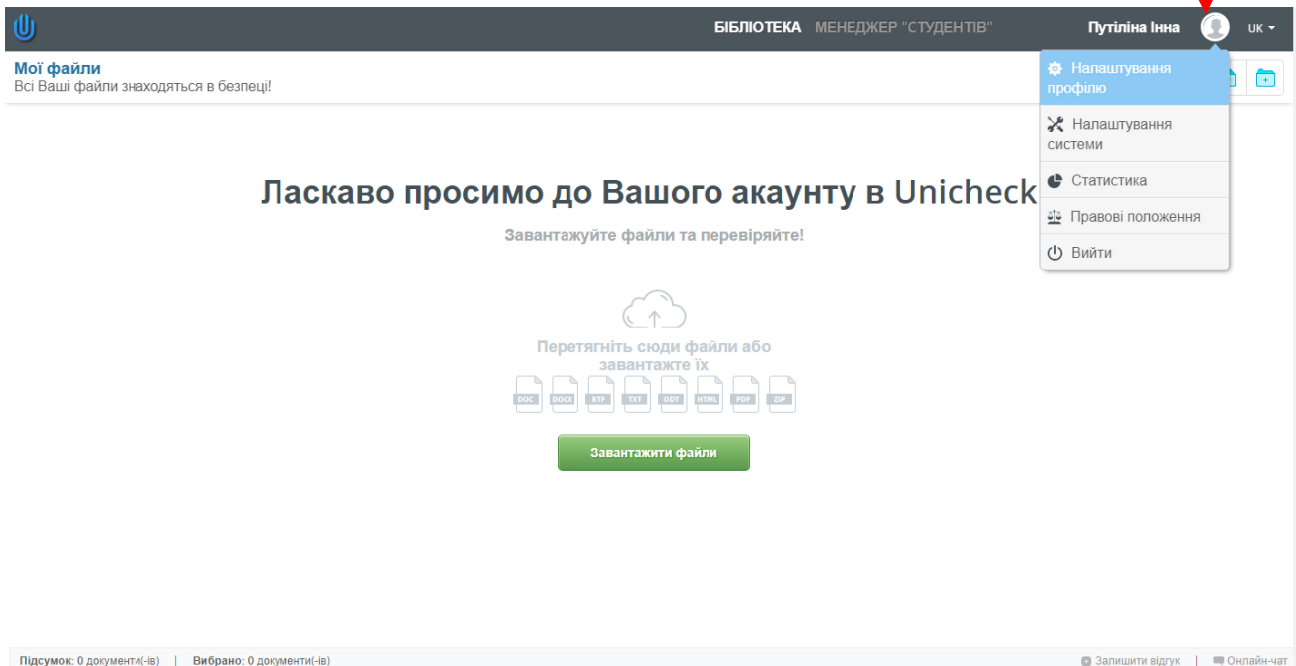 БІБЛІОТЕКА МЕНЕДЖЕР "СТУДЕНТІВ" Путіліна Інна UK
Мої файли
Всі Ваші файли знаходяться в безпеці!
Налаштування
профілю
Налаштування
системи
Статистика
Правові положення
Вийти
Ласкаво просимо до Вашого акаунту в Unicheck
Завантажуйте файли та перевіряйте!
Перетягніть сюди файли або
завантажте їх
DOC DOCX RTF TXT ODT HTML PDF ZIP
Завантажити файли
Підсумок: 0 документи(-ів) | Вибрано: 0 документи(-ів) Залишити відгук | Онлайн-чат